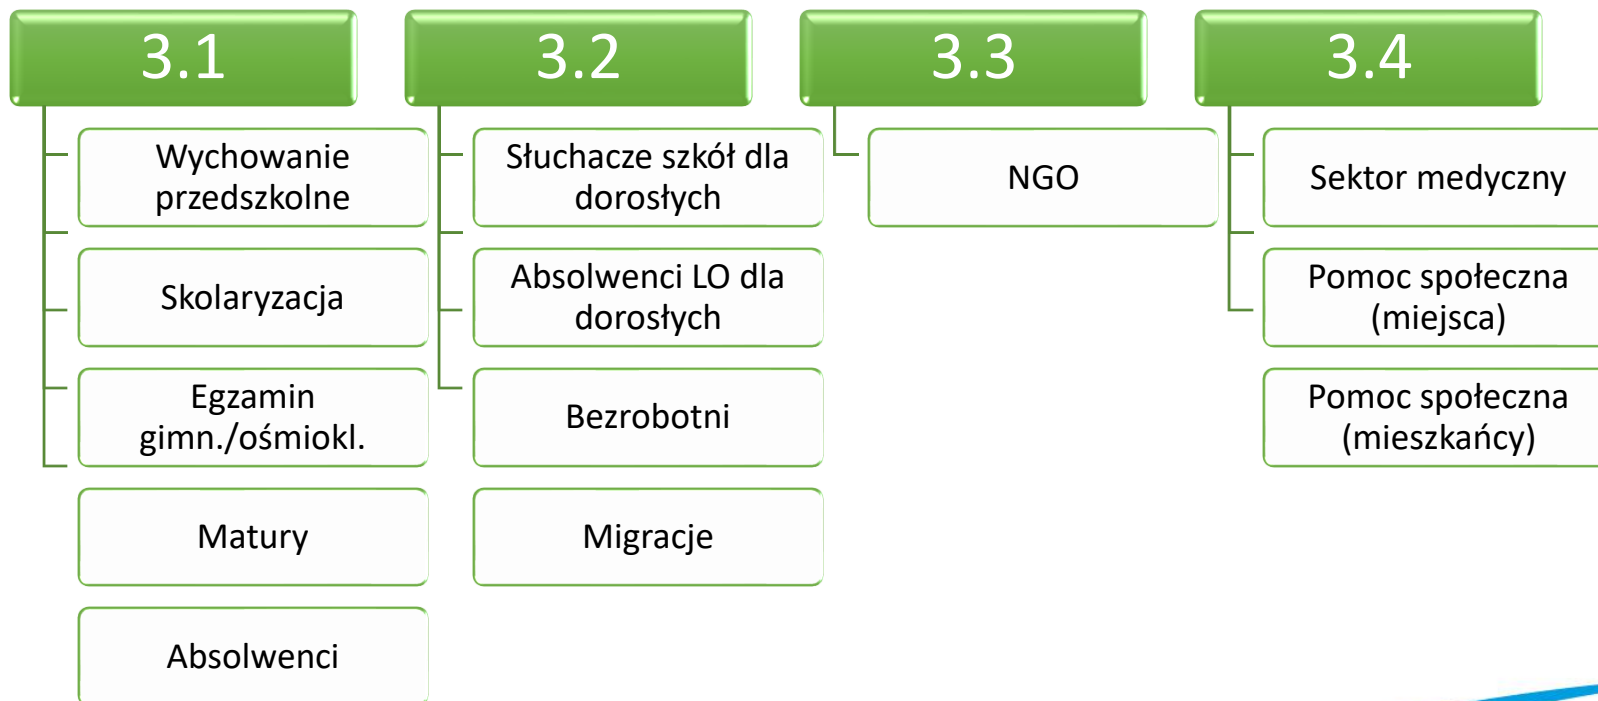 3.1
Wychowanie
przedszkolne
Skolaryzacja
Egzamin
gimn./ośmiokl.
Matury
Absolwenci
3.2
Słuchacze szkół dla
dorosłych
Absolwenci LO dla
dorosłych
Bezrobotni
Migracje
3.3
NGO
3.4
Sektor medyczny
Pomoc społeczna
(miejsca)
Pomoc społeczna
(mieszkańcy)